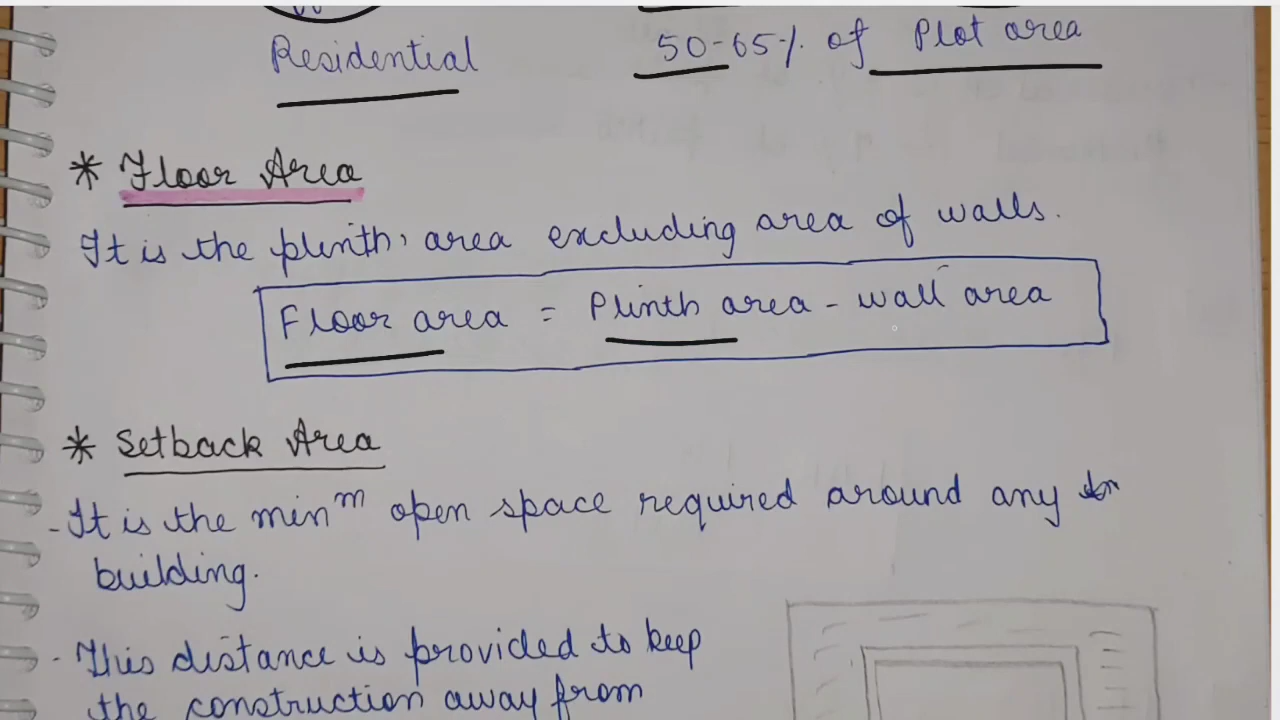 Residential 50-65% of Plot area
* Floor Area
It is the plinth area excluding area of walls.
Floor area = Plinth area - wall area
* Setback Area
- It is the minᵐ open space required around any
building.
- This distance is provided to keep
the construction away from